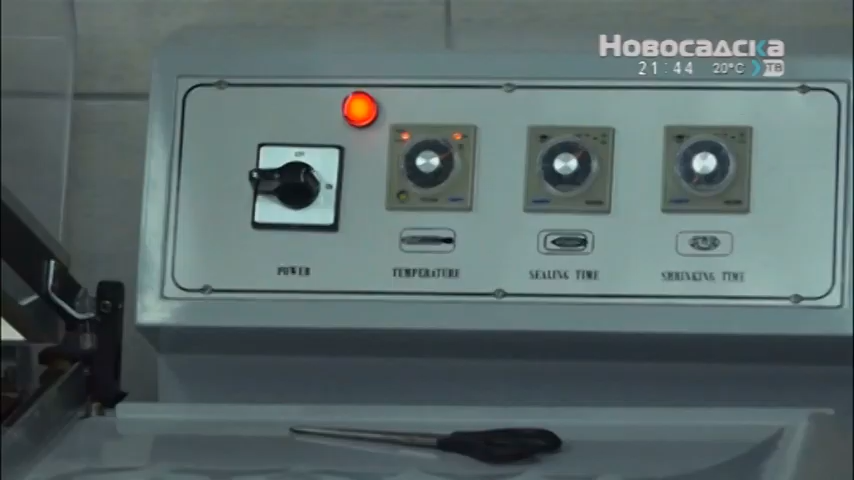 Новосадска
21:44 20°C ТВ
POWER
TEMPERATURE
SEALING TIME
SHRINKING TIME